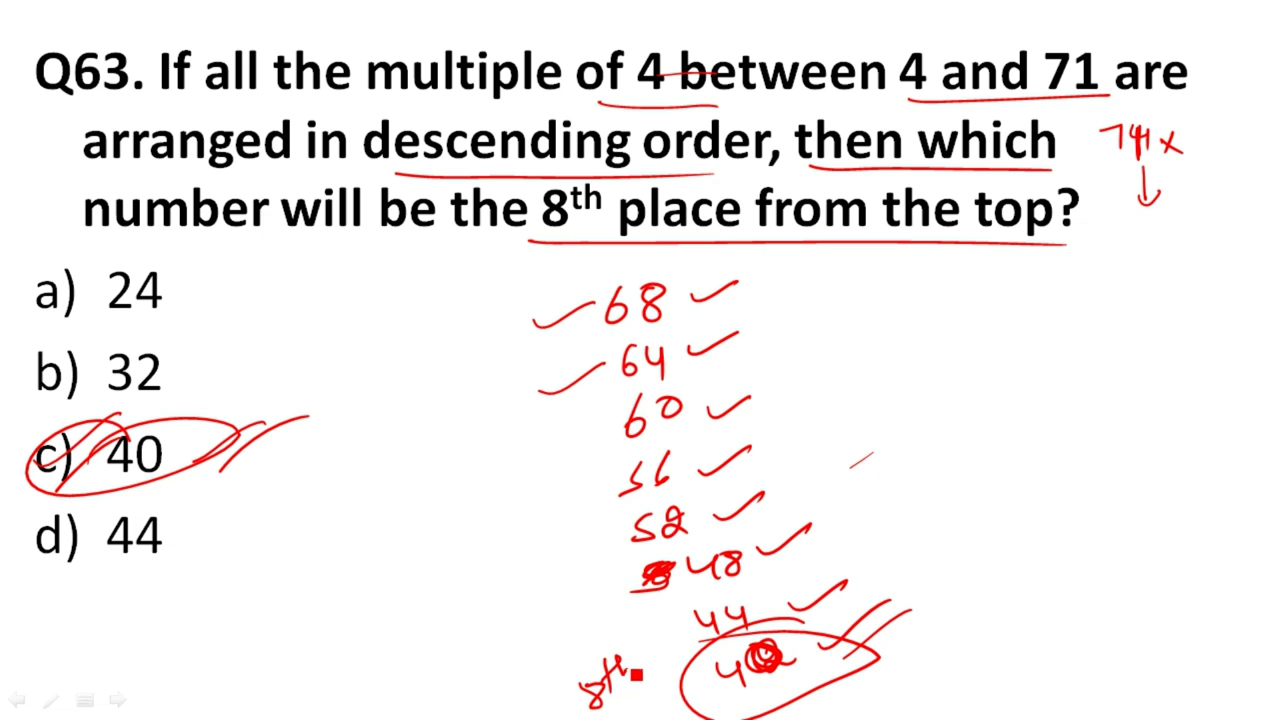 Q63. If all the multiple of 4 between 4 and 71 are
arranged in descending order, then which
number will be the 8th place from the top?
a) 24
b) 32
c) 40
d) 44
68
64
60
56
52
48
44
8th